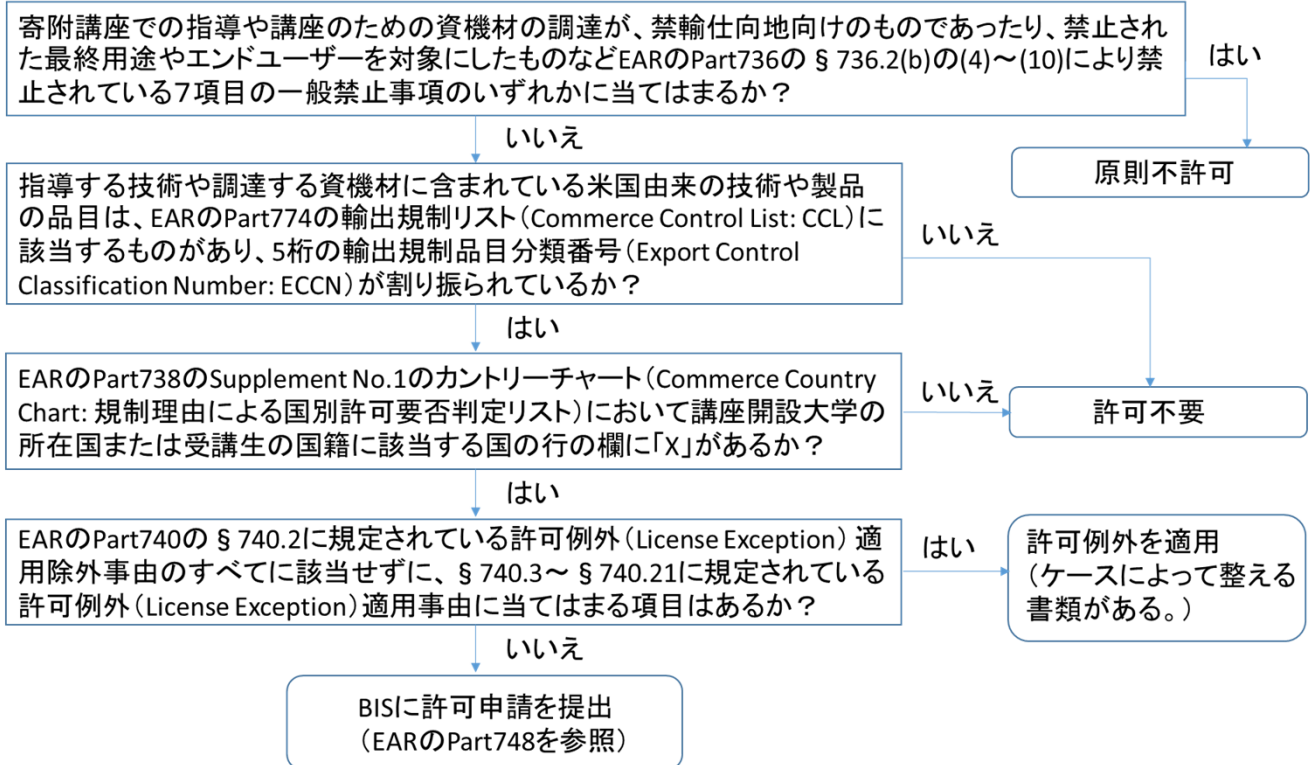 寄附講座での指導や講座のための資機材の調達が、禁輸仕向地向けのものであったり、禁止され
た最終用途やエンドユーザーを対象にしたものなどEARのPart736の§736.2(b)の(4)~(10)により禁
止されている7項目の一般禁止事項のいずれかに当てはまるか?
はい
いいえ
原則不許可
指導する技術や調達する資機材に含まれている米国由来の技術や製品
の品目は、EARのPart774の輸出規制リスト(Commerce Control List: CCL)に
該当するものがあり、5桁の輸出規制品目分類番号(Export Control
Classification Number: ECCN)が割り振られているか?
いいえ
はい
EARのPart738のSupplement No.1のカントリーチャート(Commerce Country
Chart: 規制理由による国別許可要否判定リスト)において講座開設大学の
所在国または受講生の国籍に該当する国の行の欄に「X」があるか?
いいえ
許可不要
はい
EARのPart740の§740.2に規定されている許可例外(License Exception) 適
用除外事由のすべてに該当せずに、§740.3~§740.21に規定されている
許可例外(License Exception)適用事由に当てはまる項目はあるか?
はい
許可例外を適用
(ケースによって整える
書類がある。)
いいえ
BISに許可申請を提出
(EARのPart748を参照)